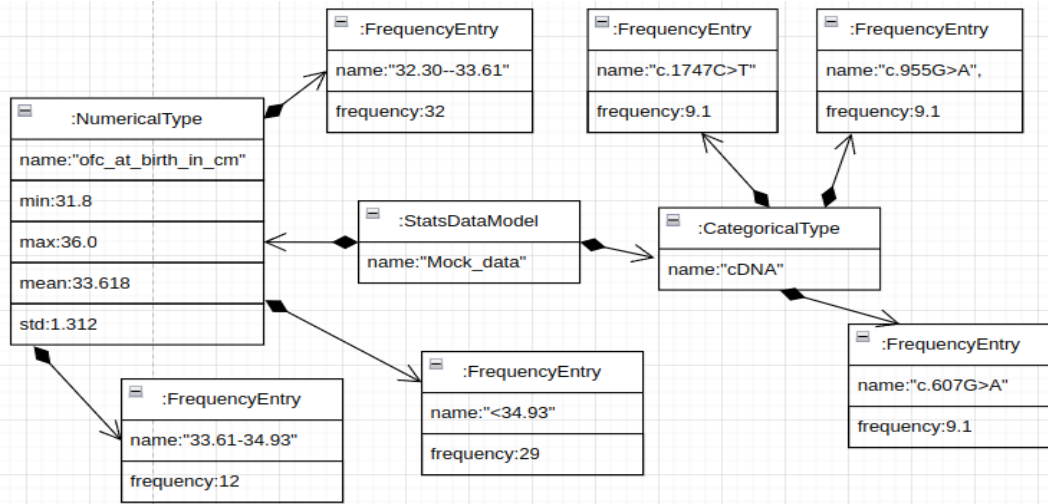 :FrequencyEntry
name:"32.30--33.61"
frequency:32
:FrequencyEntry
name:"c.1747C>T"
frequency:9.1
:FrequencyEntry
name:"c.955G>A",
frequency:9.1
:NumericalType
name:"ofc_at_birth_in_cm"
min:31.8
max:36.0
mean:33.618
std:1.312
:StatsDataModel
name:"Mock_data"
:CategoricalType
name:"cDNA"
:FrequencyEntry
name:"33.61-34.93"
frequency:12
:FrequencyEntry
name:"<34.93"
frequency:29
:FrequencyEntry
name:"c.607G>A"
frequency:9.1